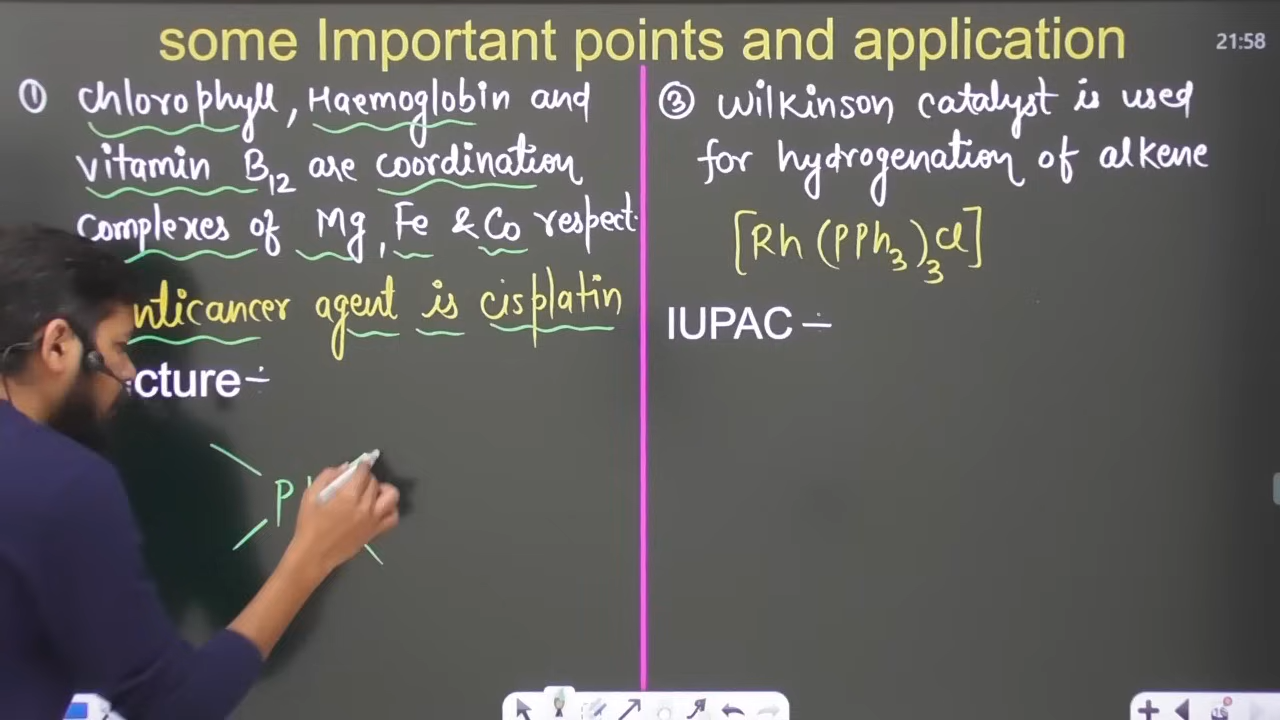 some Important points and application
21:58
① chlorophyll, Haemoglobin and
vitamin B12 are coordination
complexes of Mg, Fe & Co respect.
nticancer agent is cisplatin
cture ÷
③ Wilkinson catalyst is used
for hydrogenation of alkene
[Rh(PPh3)3Cl]
IUPAC ÷